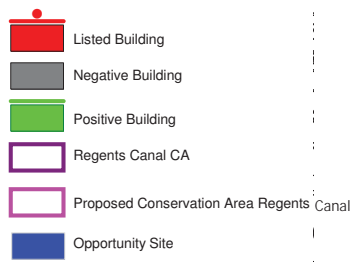 Listed Building
Negative Building
Positive Building
Regents Canal CA
Proposed Conservation Area Regents Canal
Opportunity Site